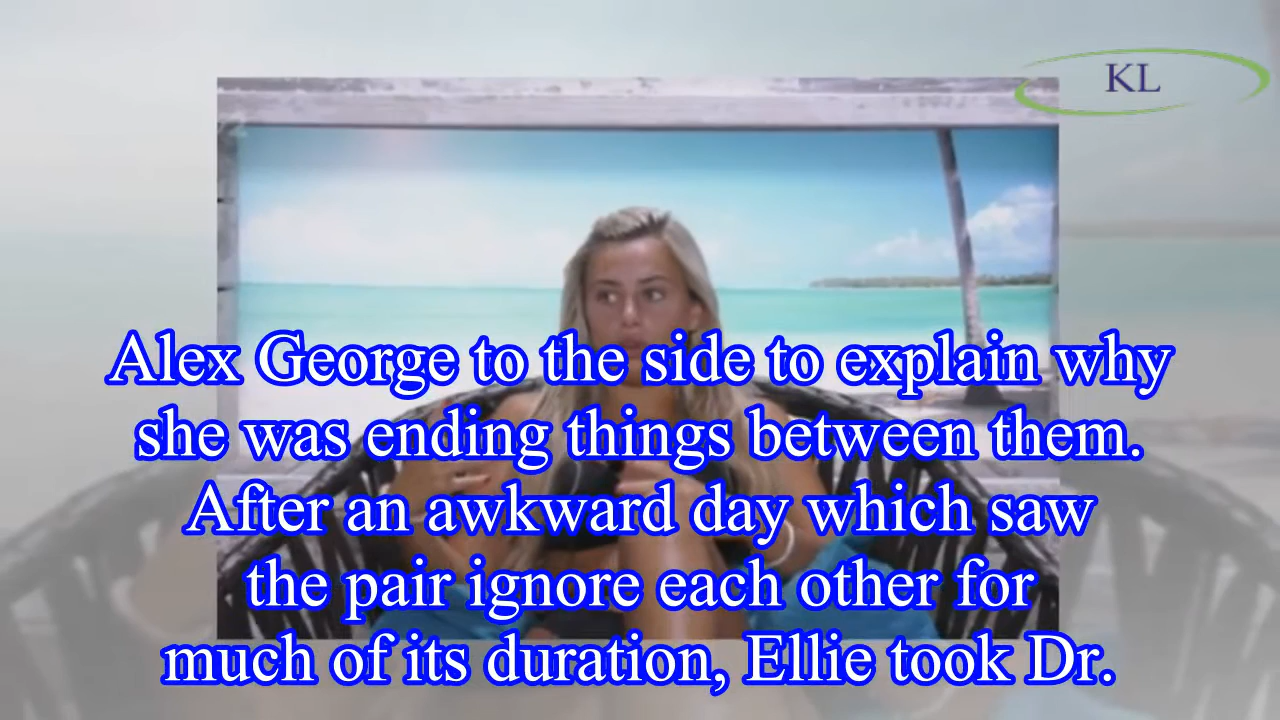 KL
Alex George to the side to explain why
she was ending things between them.
After an awkward day which saw
the pair ignore each other for
much of its duration, Ellie took Dr.